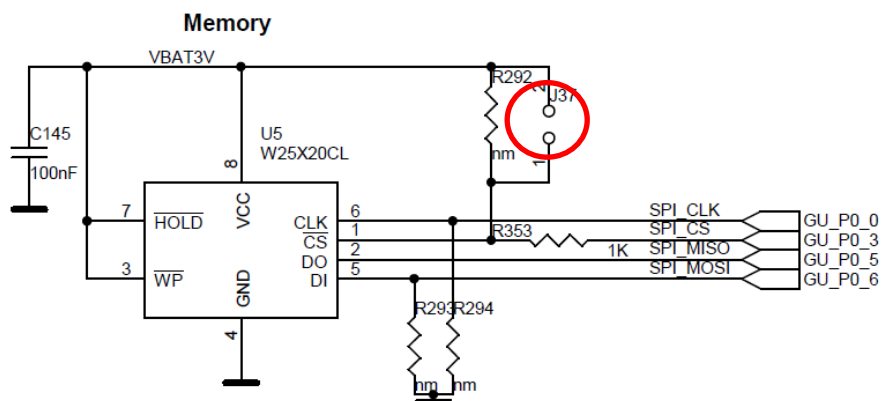 Memory
VBAT3V
R292
2
J37
C145
100nF
U5
W25X20CL
nm
1
8
VCC
7
HOLD
CLK
6
SPI_CLK
GU_P0_0
CS
1
R353
SPI_CS
GU_P0_3
DO
2
1K
SPI_MISO
GU_P0_5
3
WP
DI
5
SPI_MOSI
GU_P0_6
GND
4
R293
R294
nm
nm